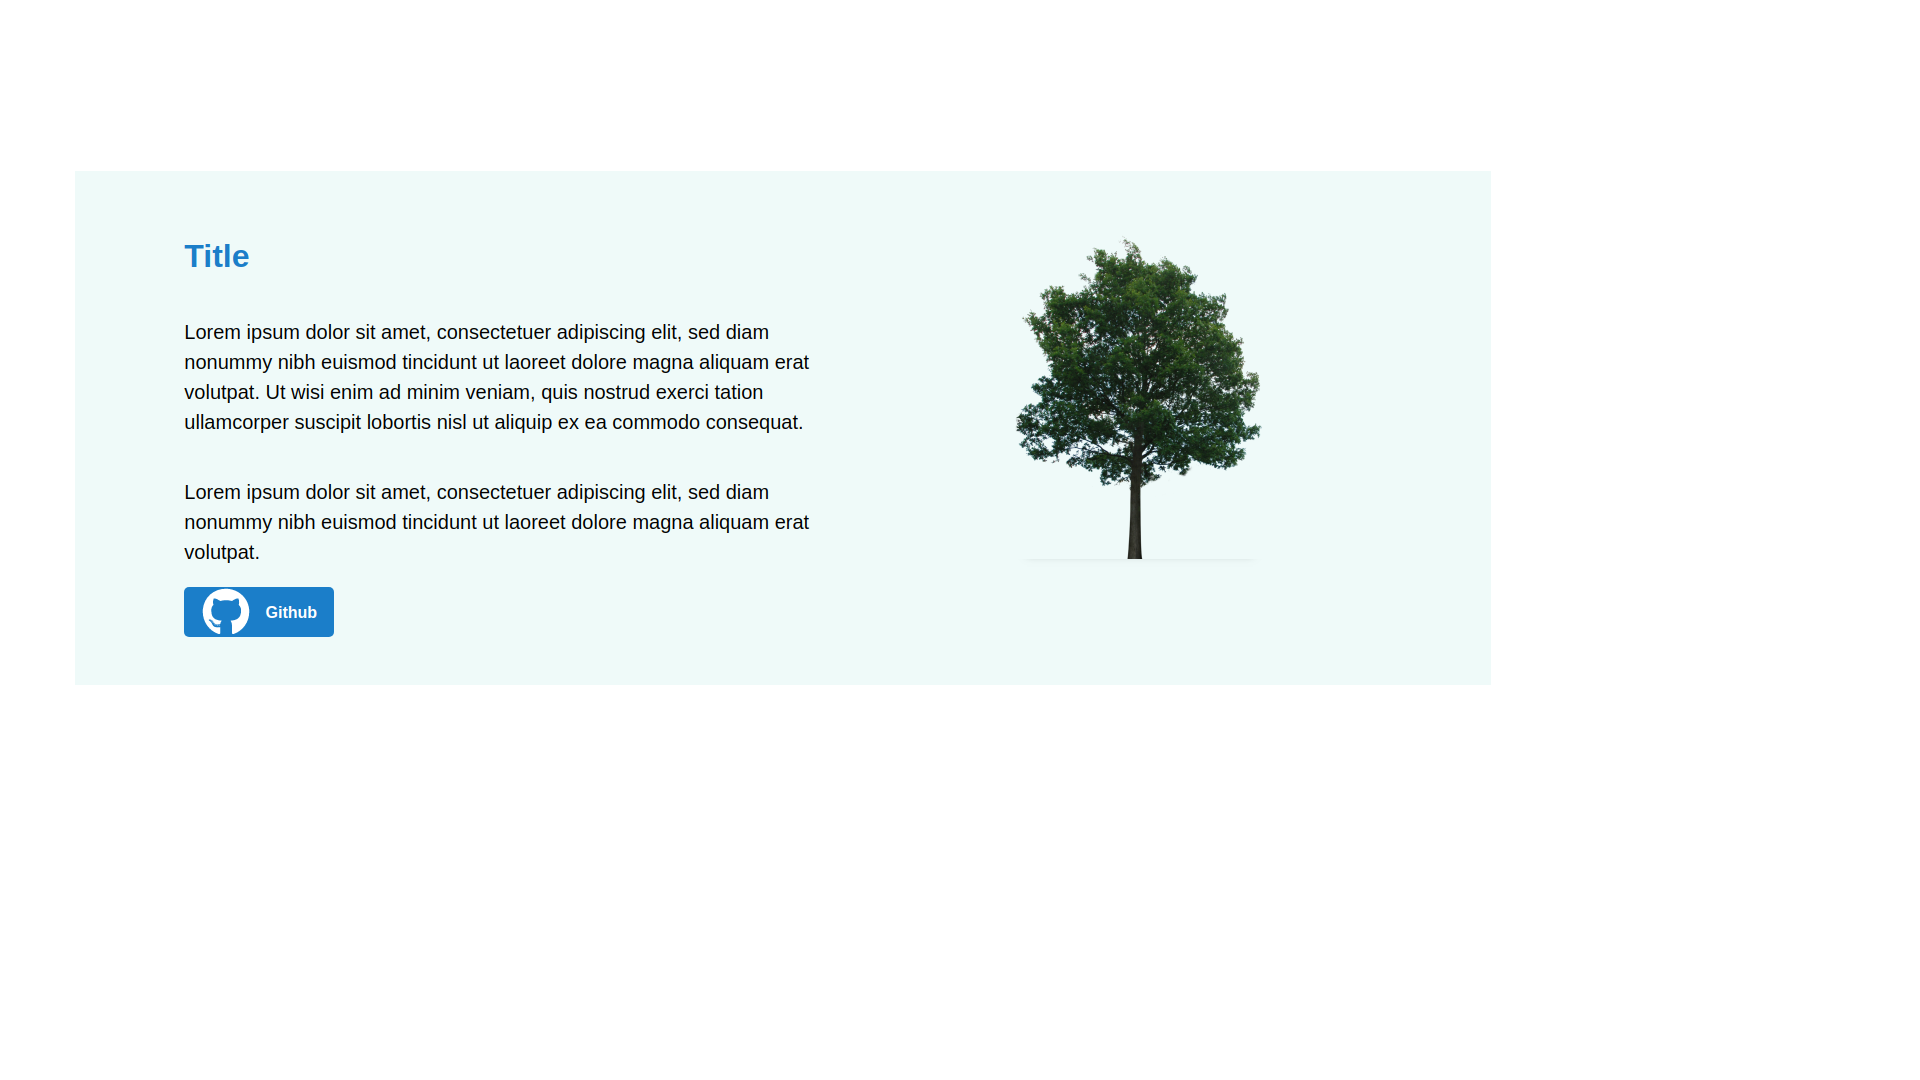 Title
Lorem ipsum dolor sit amet, consectetuer adipiscing elit, sed diam
nonummy nibh euismod tincidunt ut laoreet dolore magna aliquam erat
volutpat. Ut wisi enim ad minim veniam, quis nostrud exerci tation
ullamcorper suscipit lobortis nisl ut aliquip ex ea commodo consequat.
Lorem ipsum dolor sit amet, consectetuer adipiscing elit, sed diam
nonummy nibh euismod tincidunt ut laoreet dolore magna aliquam erat
volutpat.
Github